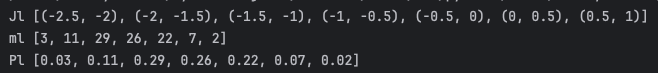 Jl [(-2.5, -2), (-2, -1.5), (-1.5, -1), (-1, -0.5), (-0.5, 0), (0, 0.5), (0.5, 1)]
ml [3, 11, 29, 26, 22, 7, 2]
Pl [0.03, 0.11, 0.29, 0.26, 0.22, 0.07, 0.02]